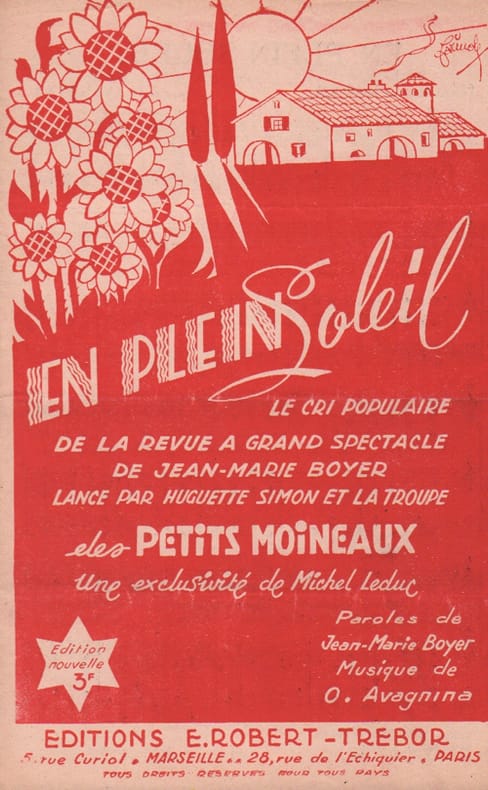 EN PLEIN Soleil
LE CRI POPULAIRE
DE LA REVUE A GRAND SPECTACLE
DE JEAN-MARIE BOYER
LANCE PAR HUGUETTE SIMON ET LA TROUPE
des PETITS MOINEAUX
Une exclusivité de Michel Leduc
Paroles de
Jean-Marie Boyer
Musique de
O. Avagnina
Edition
nouvelle
3F
EDITIONS E. ROBERT-TREBOR
5, rue Curiol • MARSEILLE • • 28, rue de l'Echiquier • PARIS
TOUS DROITS RESERVES POUR TOUS PAYS